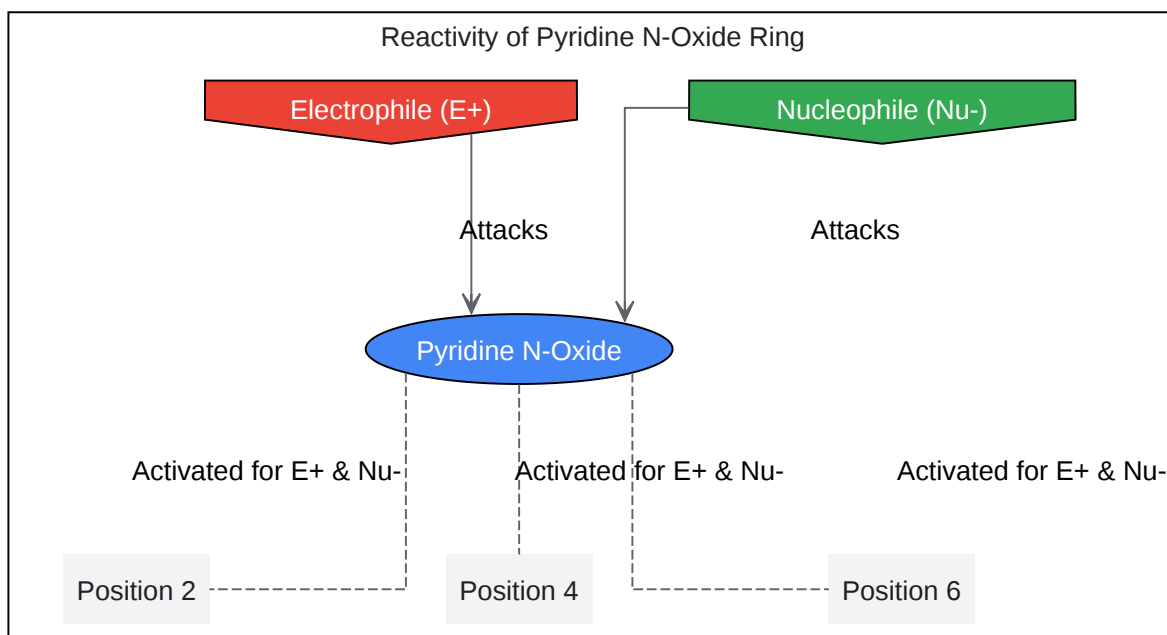 Reactivity of Pyridine N-Oxide Ring
Electrophile (E+)
Nucleophile (Nu-)
Attacks
Attacks
Pyridine N-Oxide
Activated for E+ & Nu-
Activated for E+ & Nu-
Activated for E+ & Nu-
Position 2
Position 4
Position 6